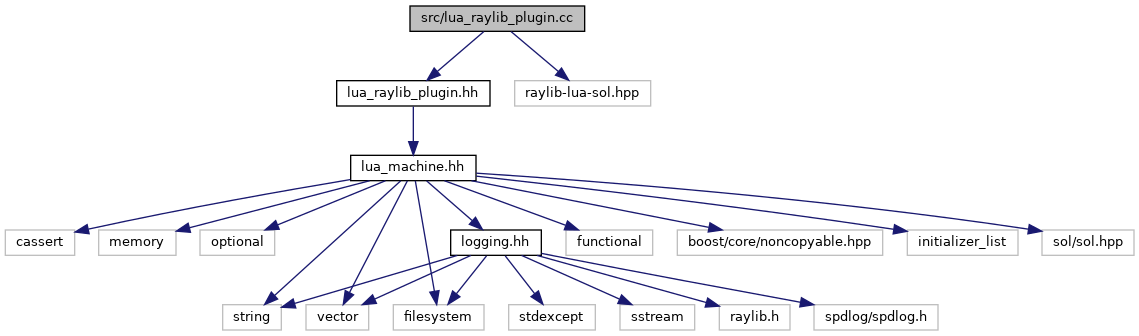 src/lua_raylib_plugin.cc
lua_raylib_plugin.hh
raylib-lua-sol.hpp
lua_machine.hh
cassert
memory
optional
logging.hh
functional
boost/core/noncopyable.hpp
initializer_list
sol/sol.hpp
string
vector
filesystem
stdexcept
sstream
raylib.h
spdlog/spdlog.h